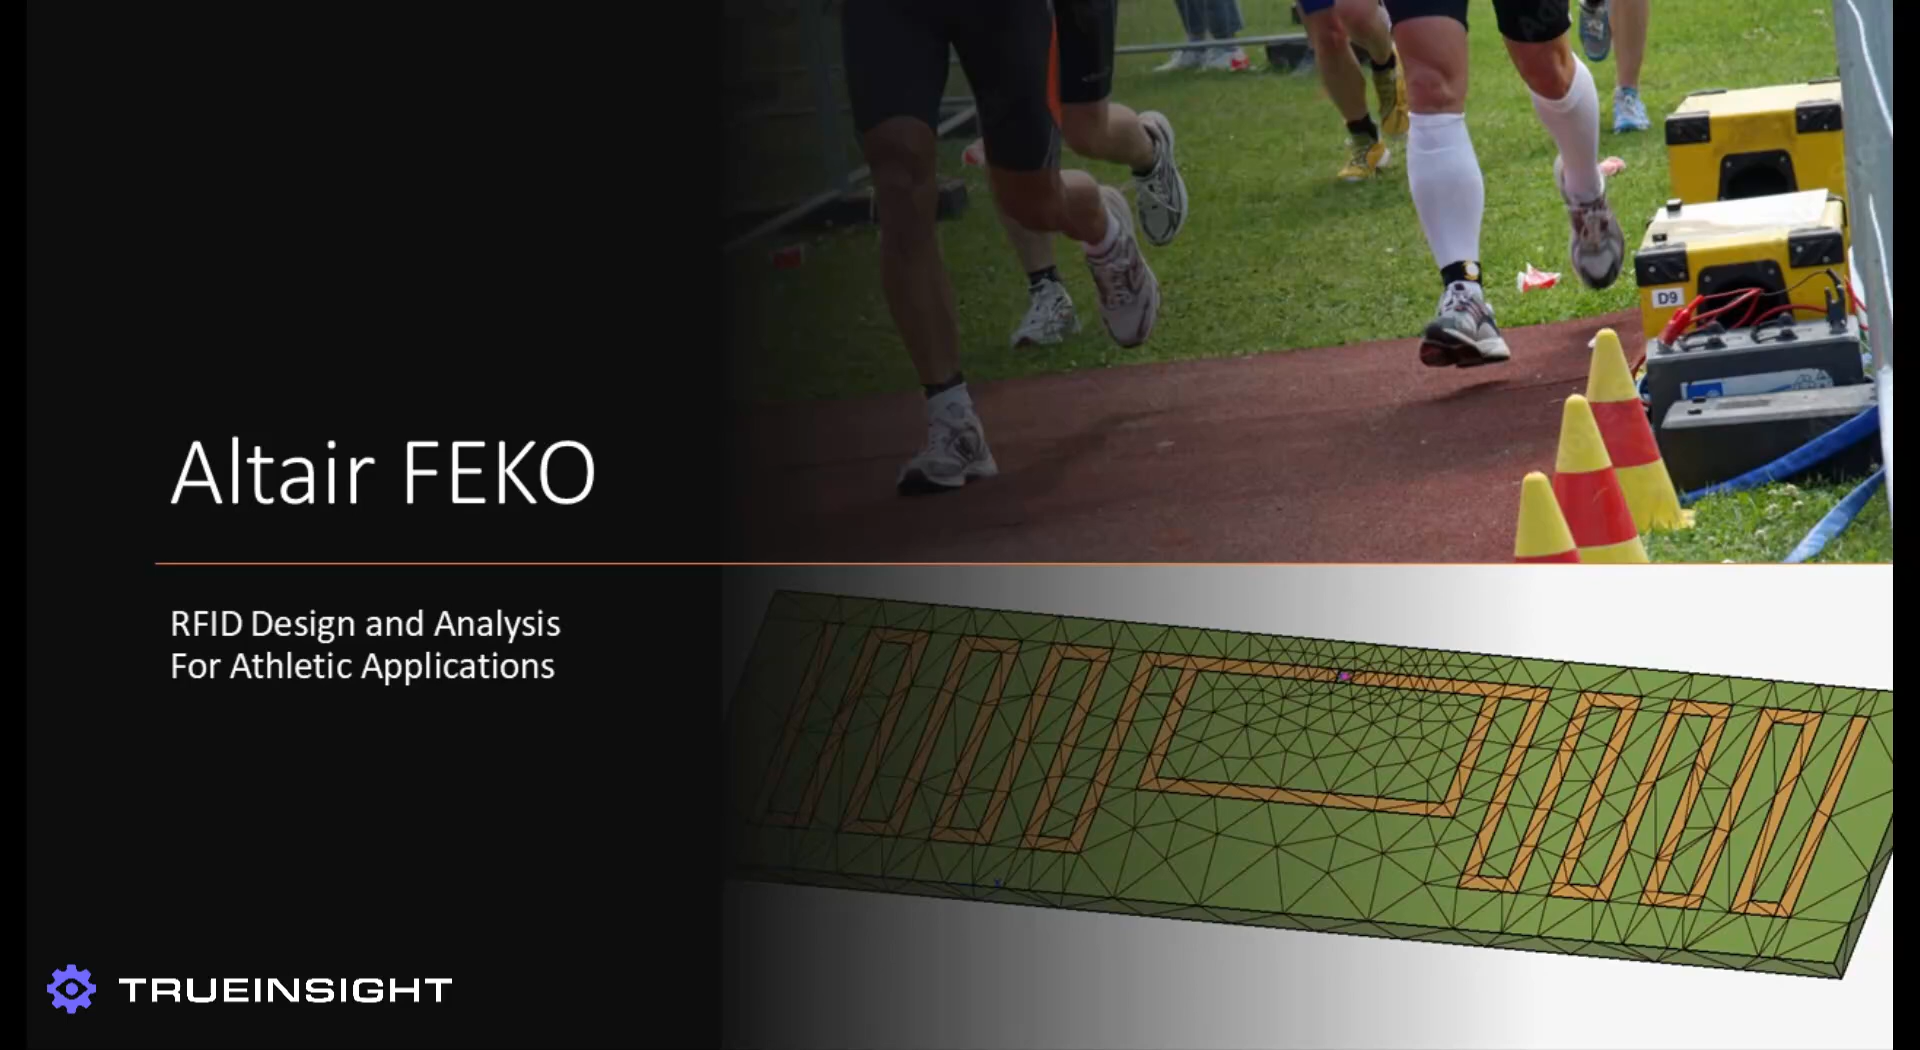 Altair FEKO
RFID Design and Analysis
For Athletic Applications
TRUEINSIGHT
D9